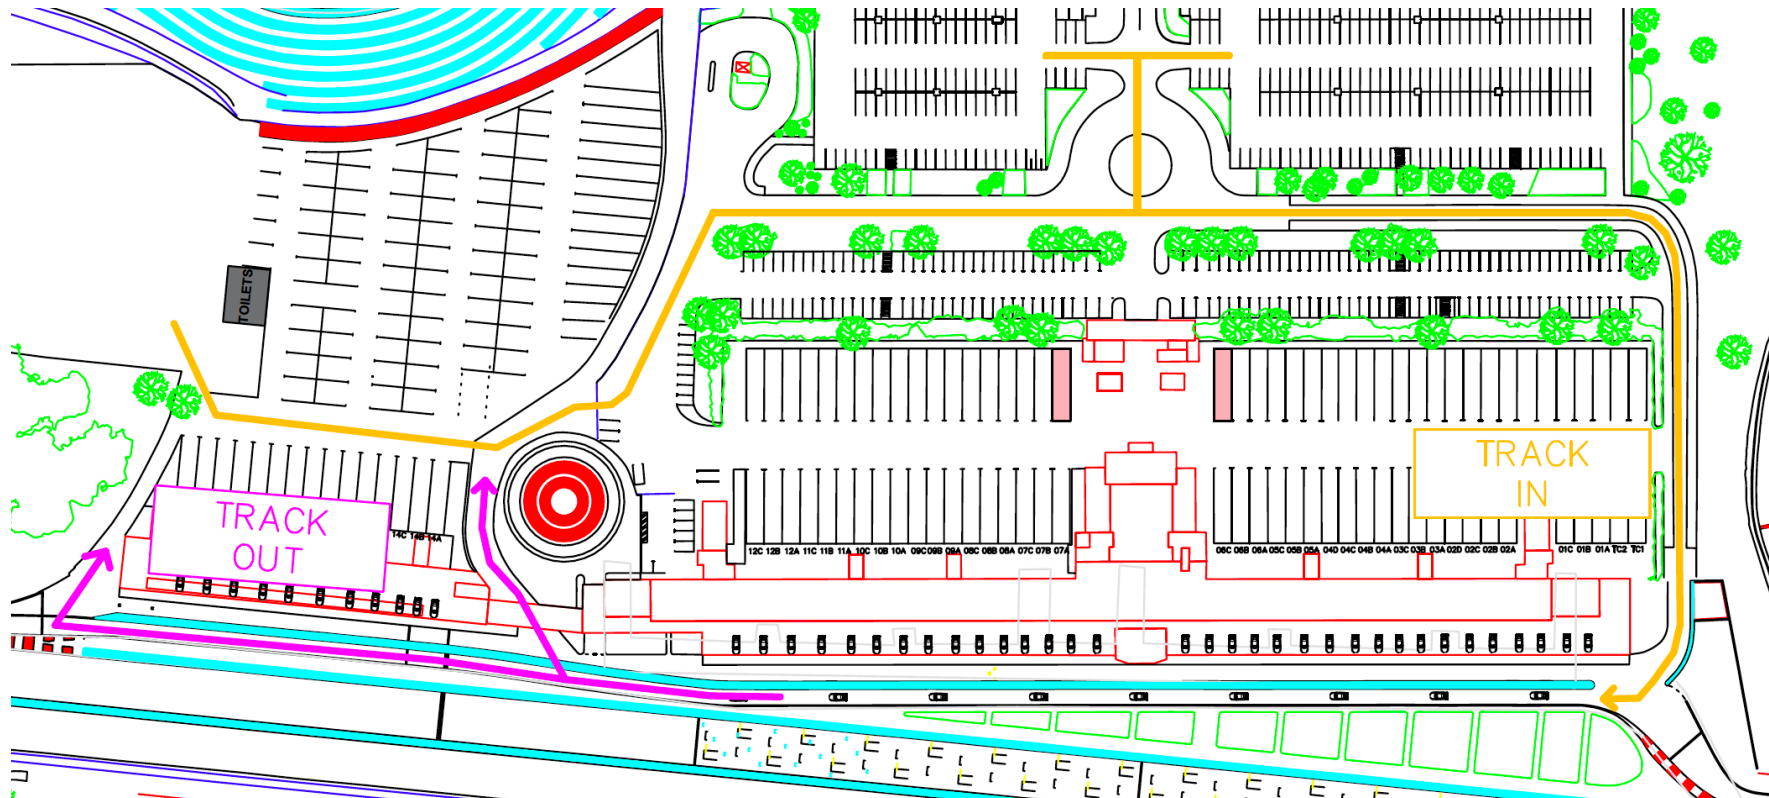 TOILETS
TRACK
IN
TRACK
OUT
14C 14B 14A
12C 12B 12A 11C 11B 11A 10C 10B 10A 09C 09B 09A 08C 08B 08A 07C 07B 07A
06C 06B 06A 05C 05B 05A 04D 04C 04B 04A 03C 03B 03A 02D 02C 02B 02A 01C 01B 01A TC2 TC1